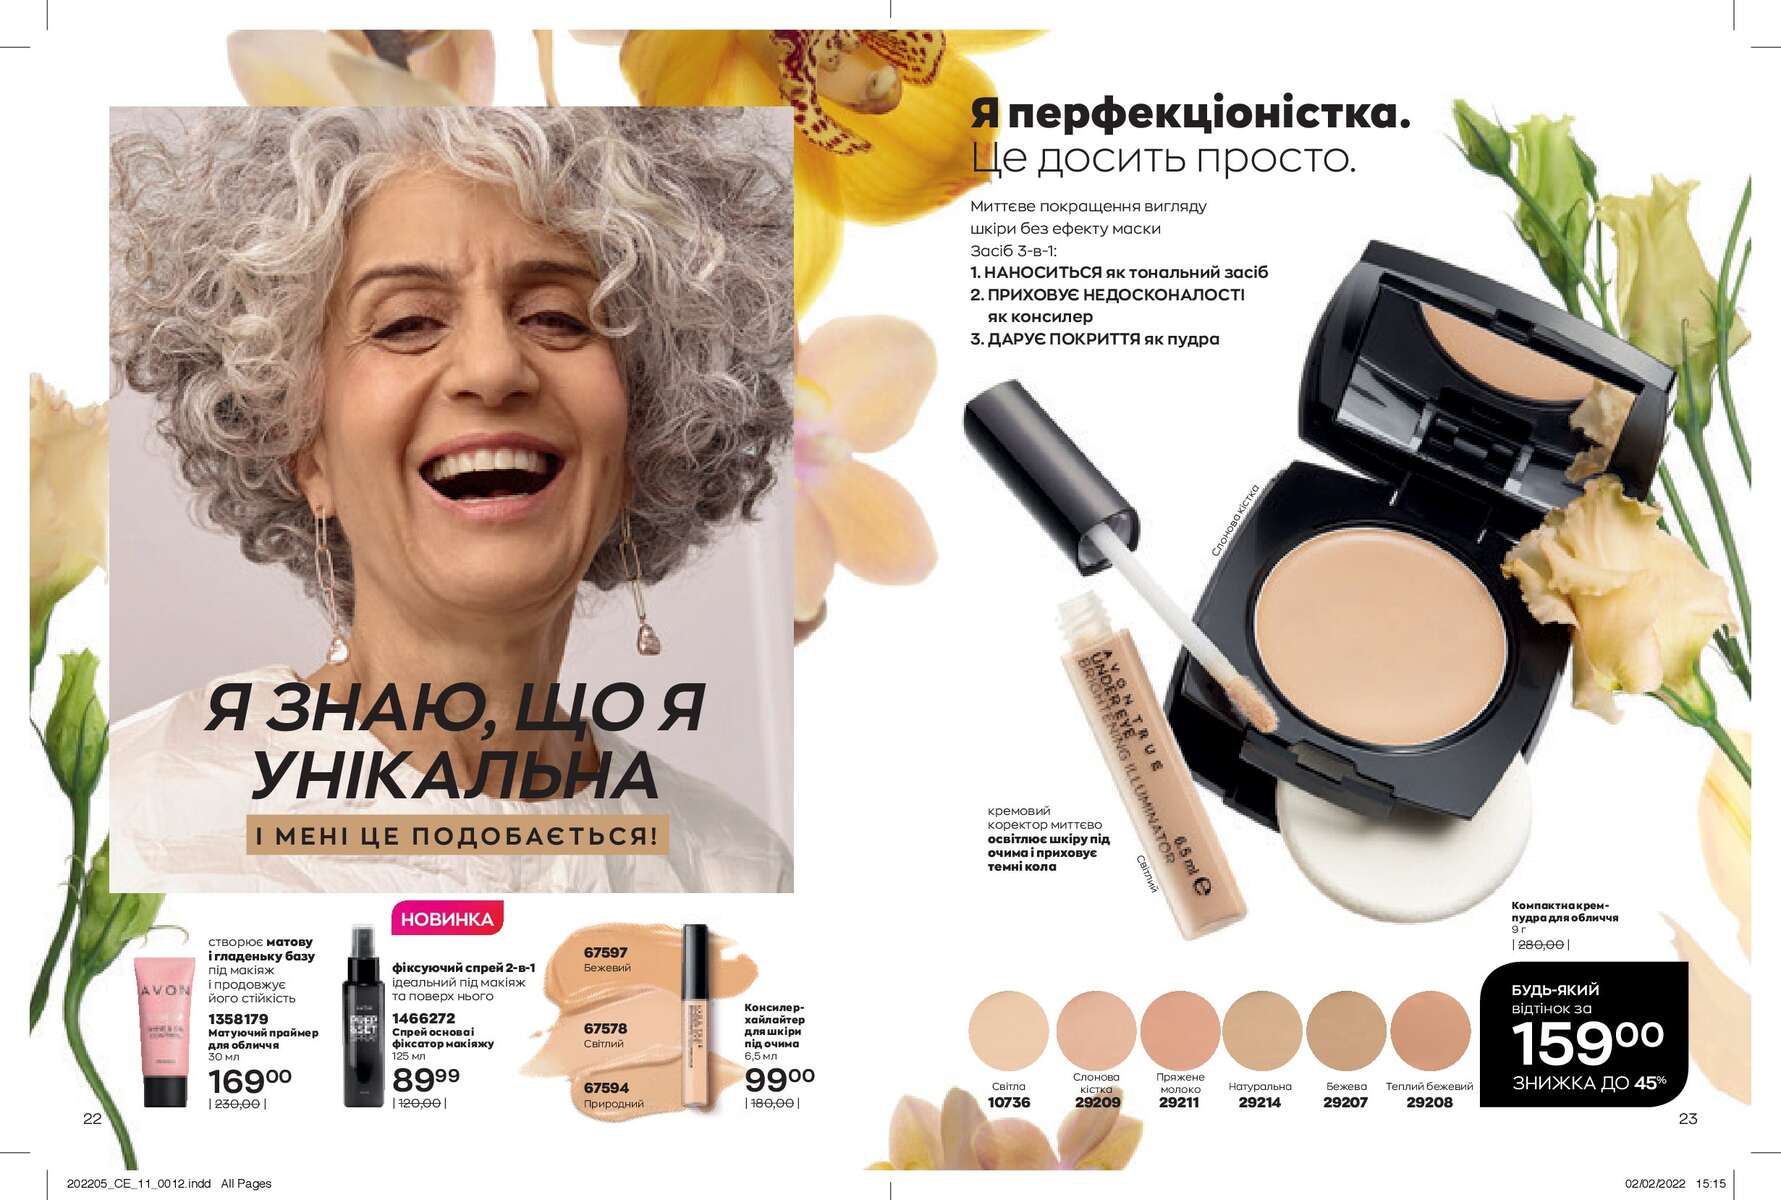 Я ЗНАЮ, ЩО Я
УНІКАЛЬНА
І МЕНІ ЦЕ ПОДОБАЄТЬСЯ!
AVON
створює матову
і гладеньку базу
під макіяж
і продовжує
його стійкість
1358179
Матуючий праймер
для обличчя
30 мл
16900
| 230,00 |
НОВИНКА
PREP
&SET
фіксуючий спрей 2-в-1
ідеальний під макіяж
та поверх нього
1466272
Спрей основа і
фіксатор макіяжу
125 мл
8999
| 120,00 |
67597
Бежевий
67578
Світлий
67594
Природний
Консилер-
хайлайтер
для шкіри
під очима
6,5 мл
9900
| 180,00 |
22
Я перфекціоністка.
Це досить просто.
Миттєве покращення вигляду
шкіри без ефекту маски
Засіб 3-в-1:
1. НАНОСИТЬСЯ як тональний засіб
2. ПРИХОВУЄ НЕДОСКОНАЛОСТІ
як консилер
3. ДАРУЄ ПОКРИТТЯ як пудра
Слонова кістка
AVON TRUE
UNDER EYE
BRIGHTENING ILLUMINATOR
6.5 ml e
Світлий
кремовий
коректор миттєво
освітлює шкіру під
очима і приховує
темні кола
Компактна крем-
пудра для обличчя
9 г
| 280,00 |
БУДЬ-ЯКИЙ
відтінок за
15900
ЗНИЖКА ДО 45%
Світла
10736
Слонова
кістка
29209
Пряжене
молоко
29211
Натуральна
29214
Бежева
29207
Теплий бежевий
29208
23
202205_CE_11_0012.indd   All Pages
02/02/2022   15:15